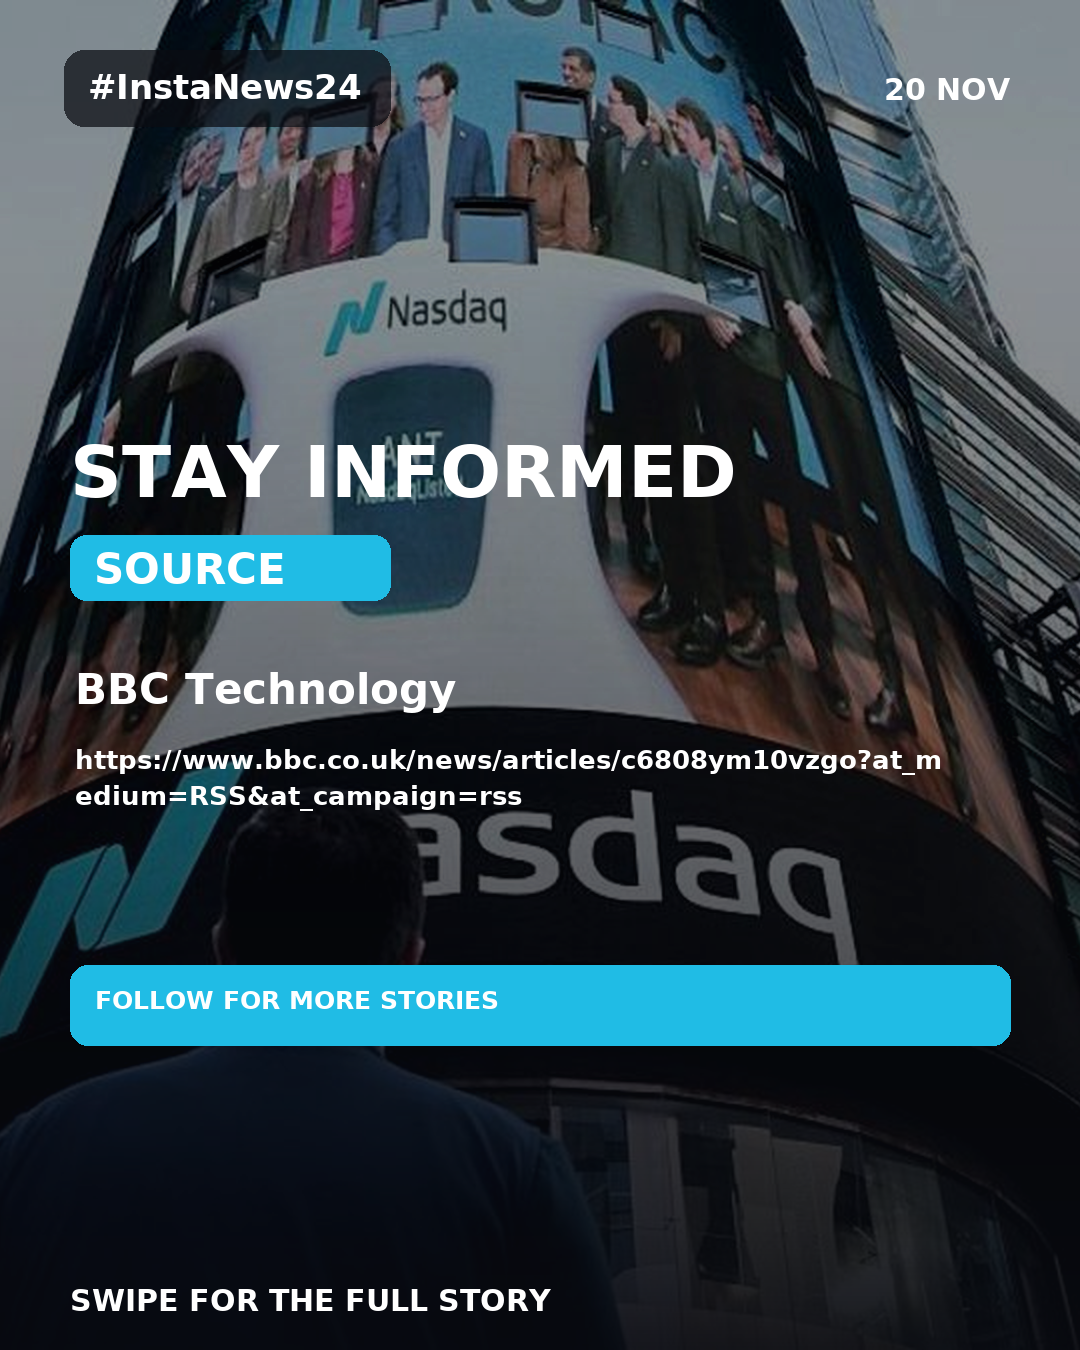 #InstaNews24
20 NOV
Nasdaq
STAY INFORMED
SOURCE
BBC Technology
https://www.bbc.co.uk/news/articles/c6808ym10vzgo?at_m
edium=RSS&at_campaign=rss
asdaq
FOLLOW FOR MORE STORIES
SWIPE FOR THE FULL STORY